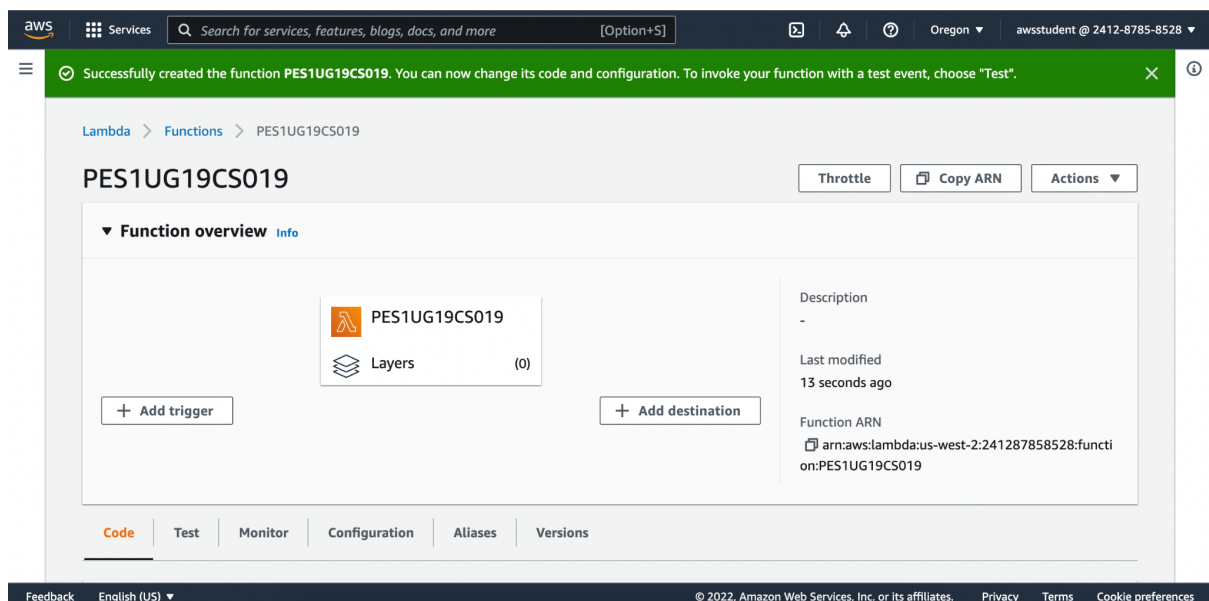 aws Services Search for services, features, blogs, docs, and more [Option+S] Oregon ▼ awsstudent @ 2412-8785-8528 ▼
Successfully created the function PES1UG19CS019. You can now change its code and configuration. To invoke your function with a test event, choose "Test".
Lambda > Functions > PES1UG19CS019
PES1UG19CS019
Throttle Copy ARN Actions ▼
▼ Function overview Info
PES1UG19CS019
Layers (0)
+ Add trigger
+ Add destination
Description
-
Last modified
13 seconds ago
Function ARN
arn:aws:lambda:us-west-2:241287858528:functi
on:PES1UG19CS019
Code Test Monitor Configuration Aliases Versions
Feedback English (US) ▼ © 2022, Amazon Web Services, Inc. or its affiliates. Privacy Terms Cookie preferences